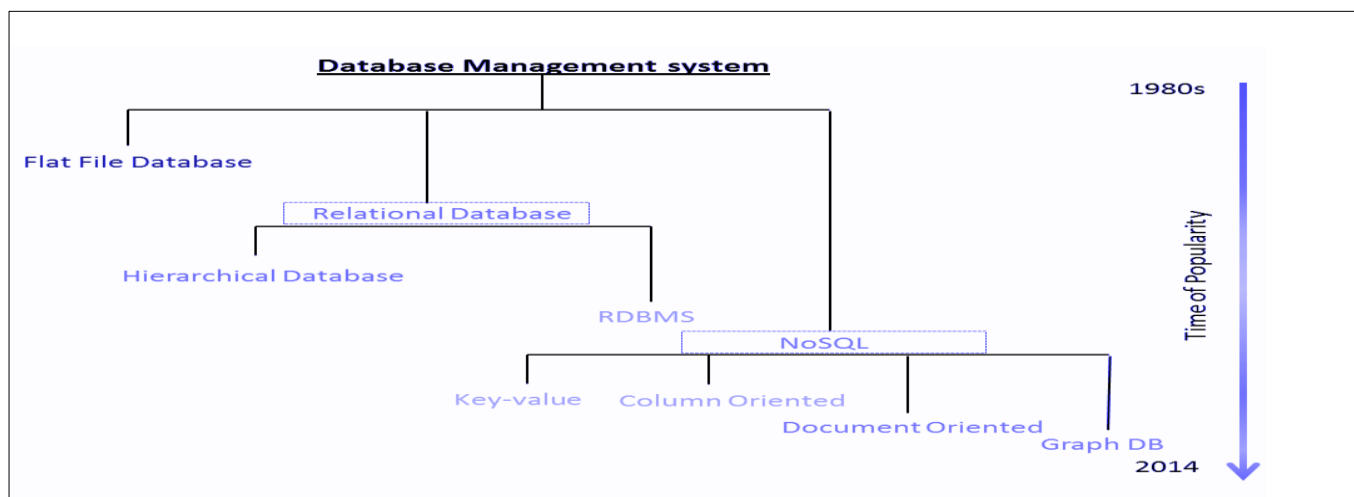 Database Management system
1980s
Flat File Database
Relational Database
Hierarchical Database
RDBMS
NoSQL
Key-value
Column Oriented
Document Oriented
Graph DB
2014
Time of Popularity